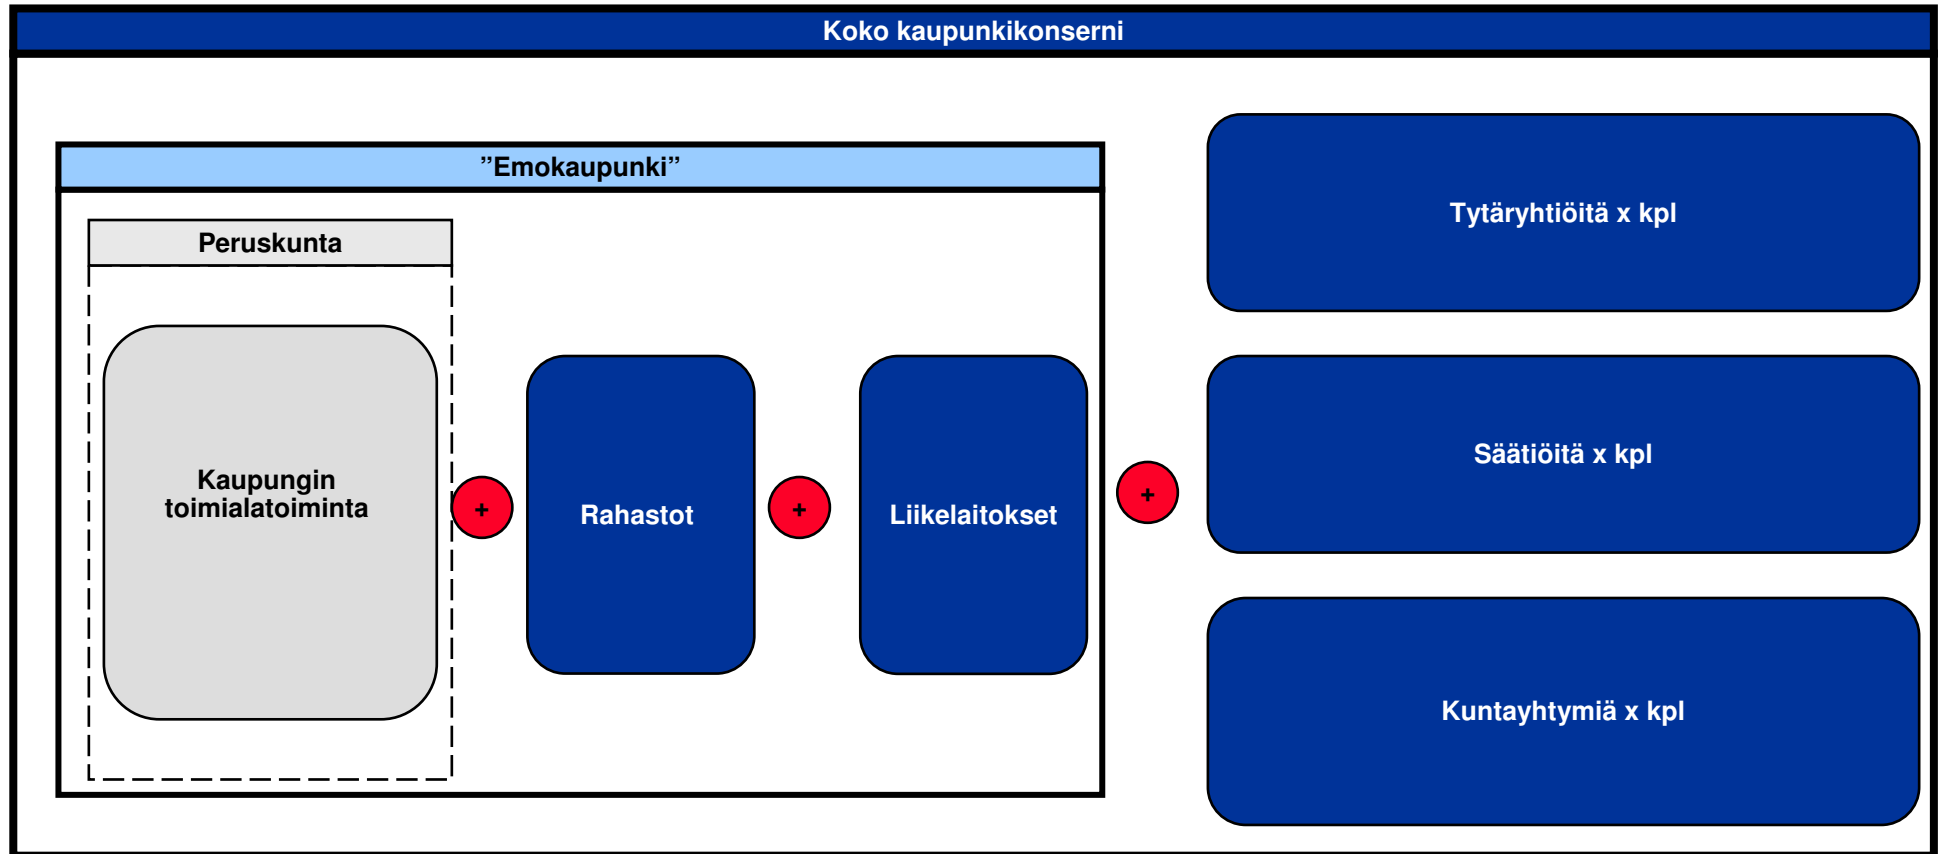 Koko kaupunkikonserni
”Emokaupunki”
Peruskunta
Kaupungin
toimialatoiminta
+
Rahastot
+
Liikelaitokset
+
Tytäryhtiöitä x kpl
Säätiöitä x kpl
Kuntayhtymiä x kpl